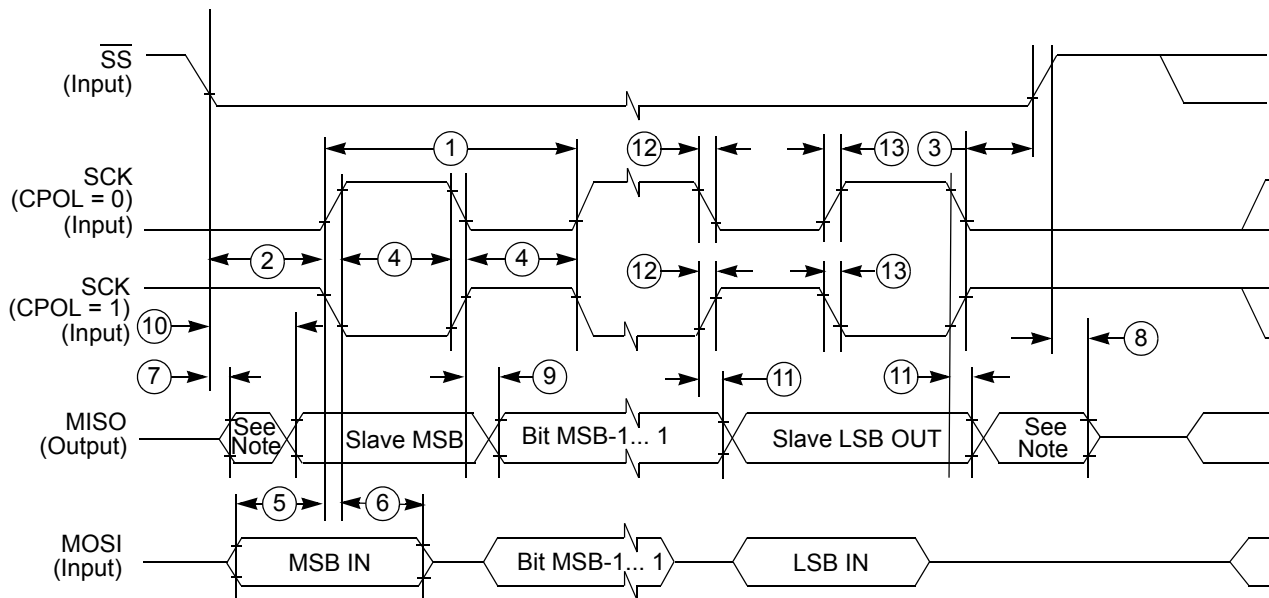 SS
(Input)
1
12
13
3
SCK
(CPOL = 0)
(Input)
2
4
4
12
13
SCK
(CPOL = 1)
(Input)
10
8
7
9
11
11
MISO
(Output)
See
Note
Slave MSB
Bit MSB-1... 1
Slave LSB OUT
See
Note
5
6
MOSI
(Input)
MSB IN
Bit MSB-1... 1
LSB IN